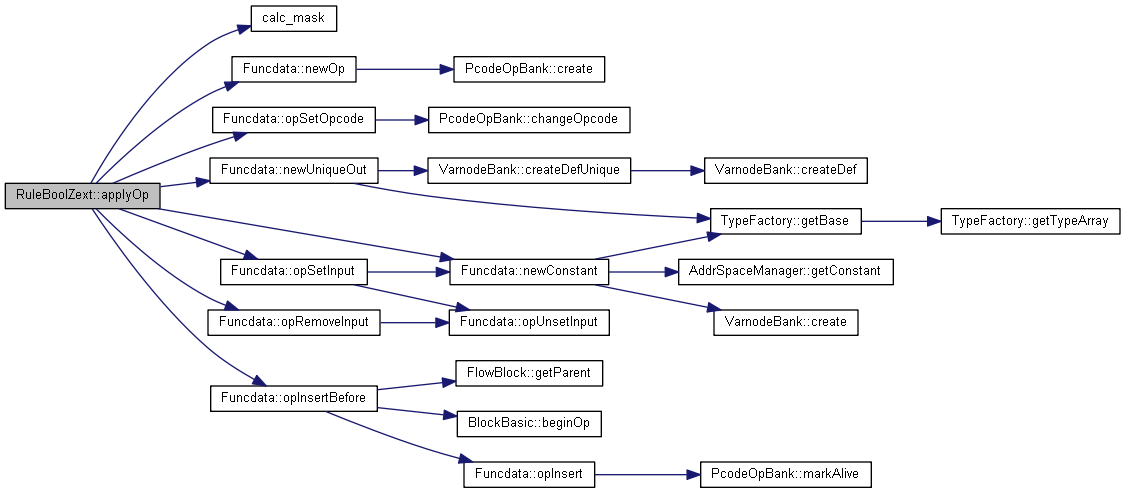 calc_mask
Funcdata::newOp
PcodeOpBank::create
Funcdata::opSetOpcode
PcodeOpBank::changeOpcode
Funcdata::newUniqueOut
VarnodeBank::createDefUnique
VarnodeBank::createDef
RuleBoolZext::applyOp
TypeFactory::getBase
TypeFactory::getTypeArray
Funcdata::opSetInput
Funcdata::newConstant
AddrSpaceManager::getConstant
Funcdata::opRemoveInput
Funcdata::opUnsetInput
VarnodeBank::create
FlowBlock::getParent
Funcdata::opInsertBefore
BlockBasic::beginOp
Funcdata::opInsert
PcodeOpBank::markAlive